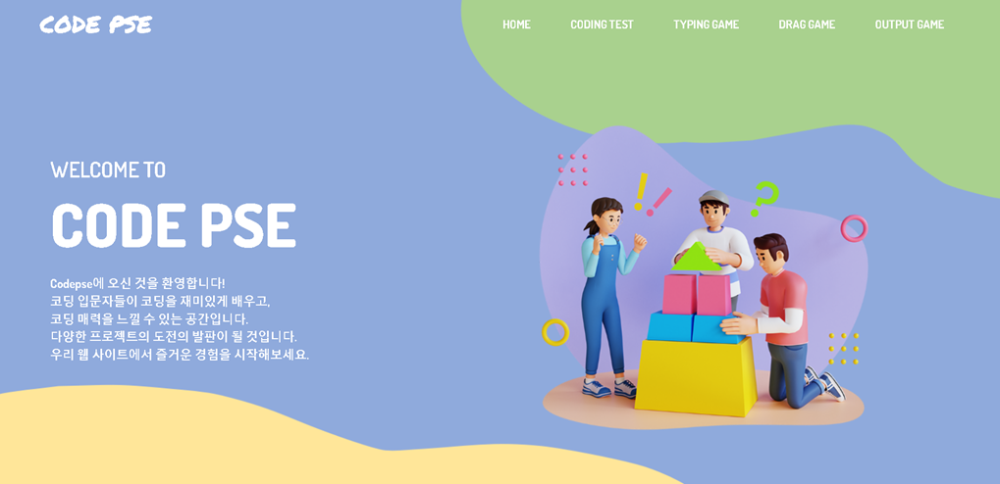 CODE PSE
HOME
CODING TEST
TYPING GAME
DRAG GAME
OUTPUT GAME
WELCOME TO
CODE PSE
Codepse에 오신 것을 환영합니다!
코딩 입문자들이 코딩을 재미있게 배우고,
코딩 매력을 느낄 수 있는 공간입니다.
다양한 프로젝트의 도전의 발판이 될 것입니다.
우리 웹 사이트에서 즐거운 경험을 시작해보세요.